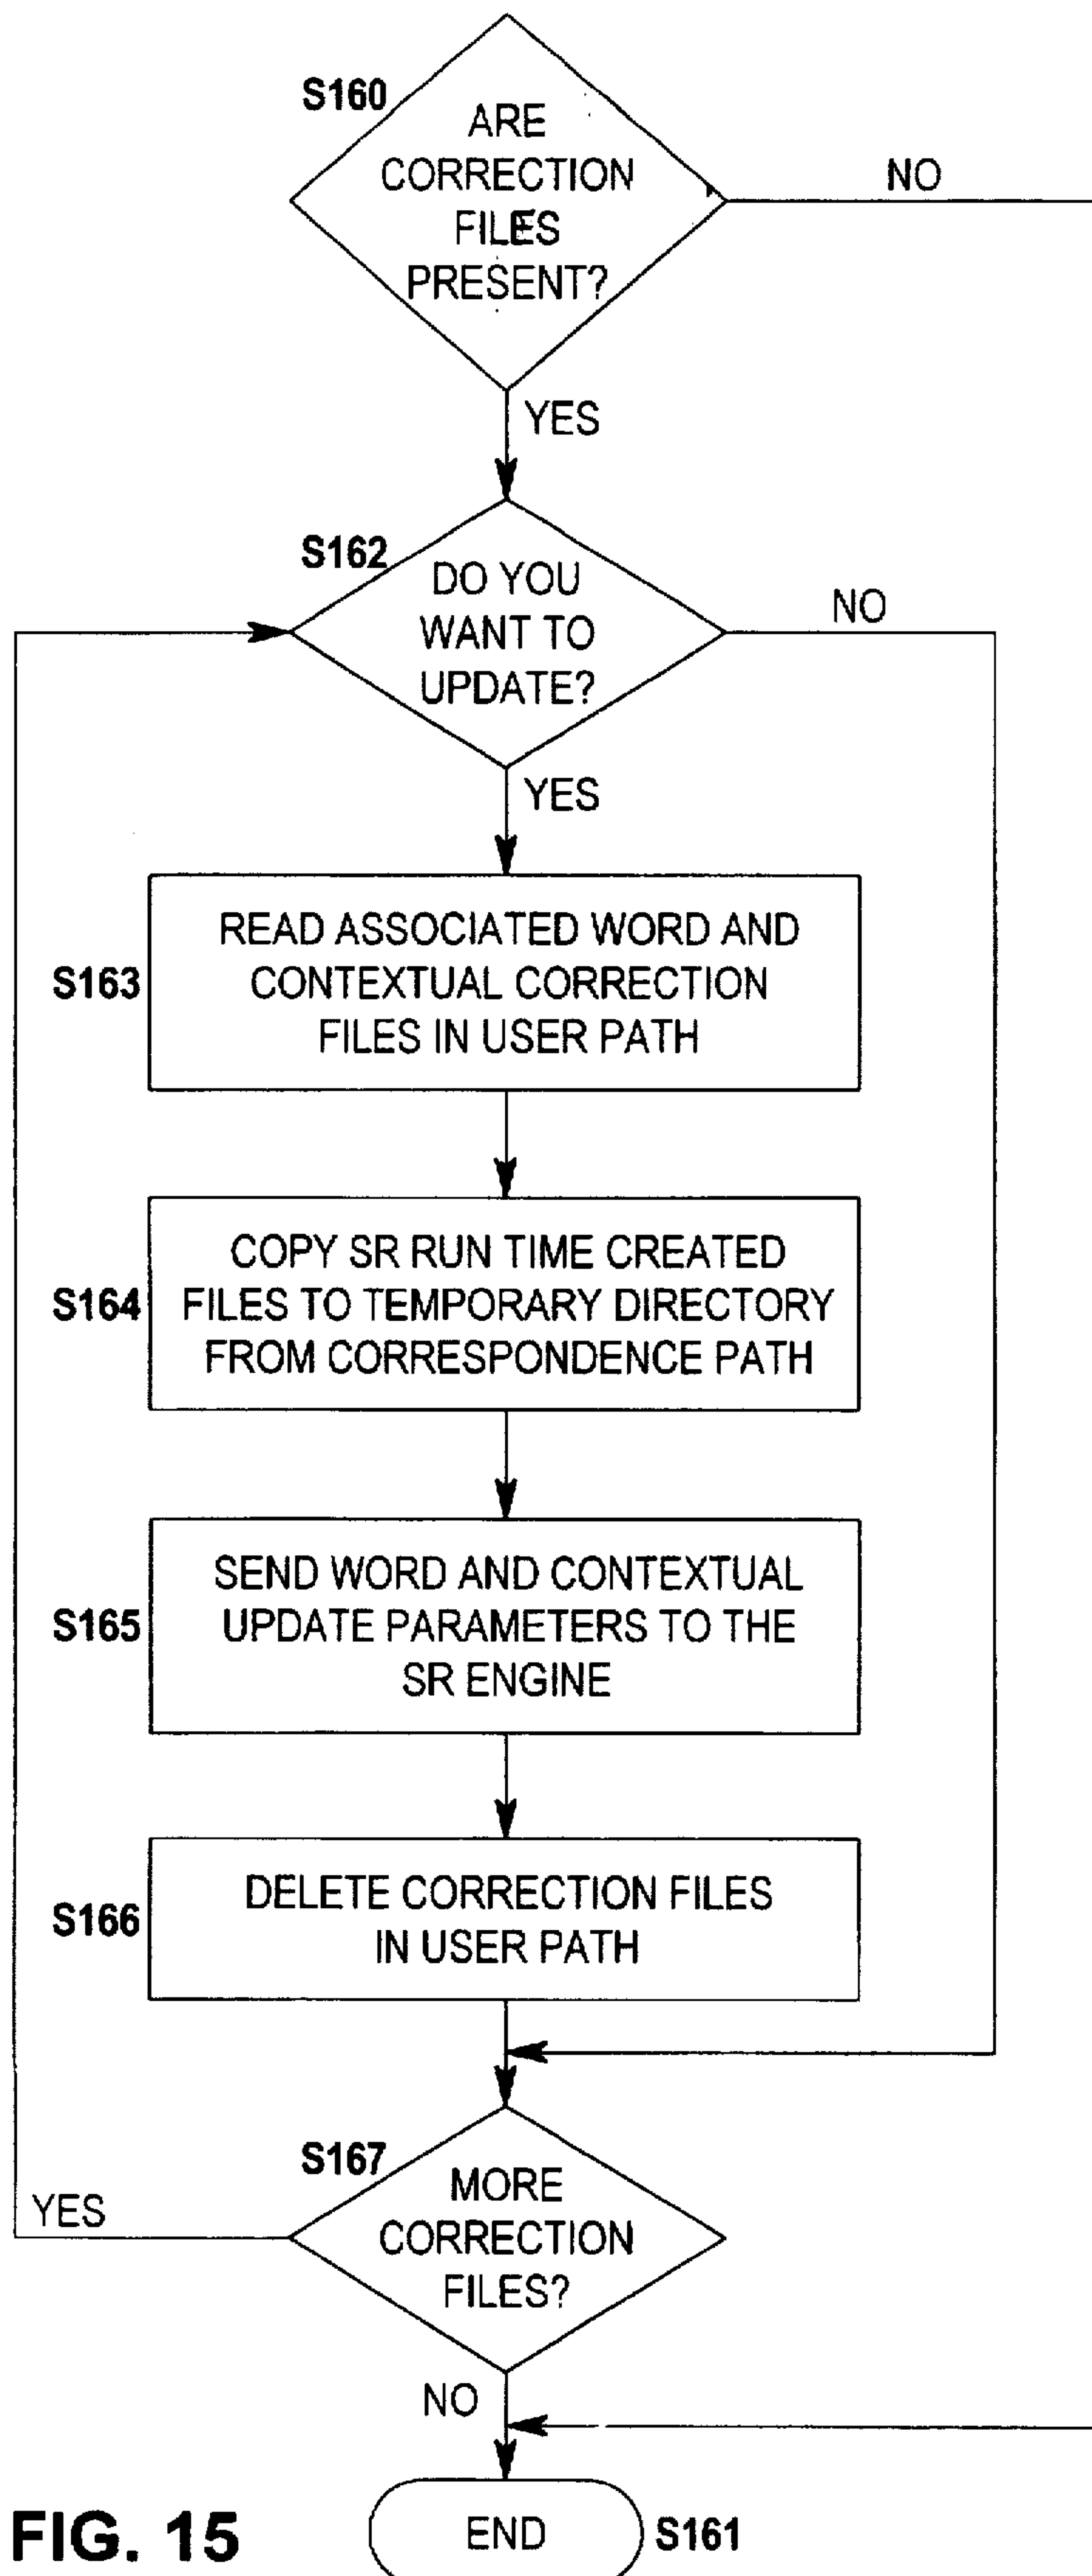 S160
ARE
CORRECTION
FILES
PRESENT?
NO
YES
S162
DO YOU
WANT TO
UPDATE?
NO
YES
S163
READ ASSOCIATED WORD AND
CONTEXTUAL CORRECTION
FILES IN USER PATH
S164
COPY SR RUN TIME CREATED
FILES TO TEMPORARY DIRECTORY
FROM CORRESPONDENCE PATH
S165
SEND WORD AND CONTEXTUAL
UPDATE PARAMETERS TO THE
SR ENGINE
S166
DELETE CORRECTION FILES
IN USER PATH
S167
MORE
CORRECTION
FILES?
YES
NO
END
S161
FIG. 15